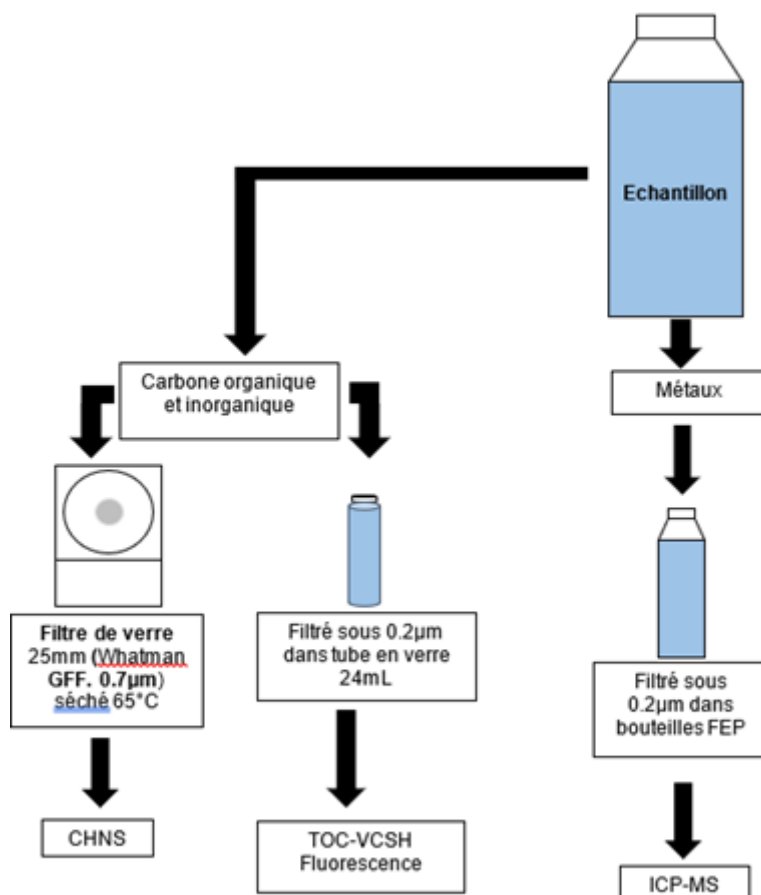 Echantillon
Carbone organique
et inorganique
Métaux
Filtre de verre
25mm (Whatman
GFF. 0.7µm)
séché 65°C
Filtré sous 0.2µm
dans tube en verre
24mL
Filtré sous
0.2µm dans
bouteilles FEP
CHNS
TOC-VCSH
Fluorescence
ICP-MS